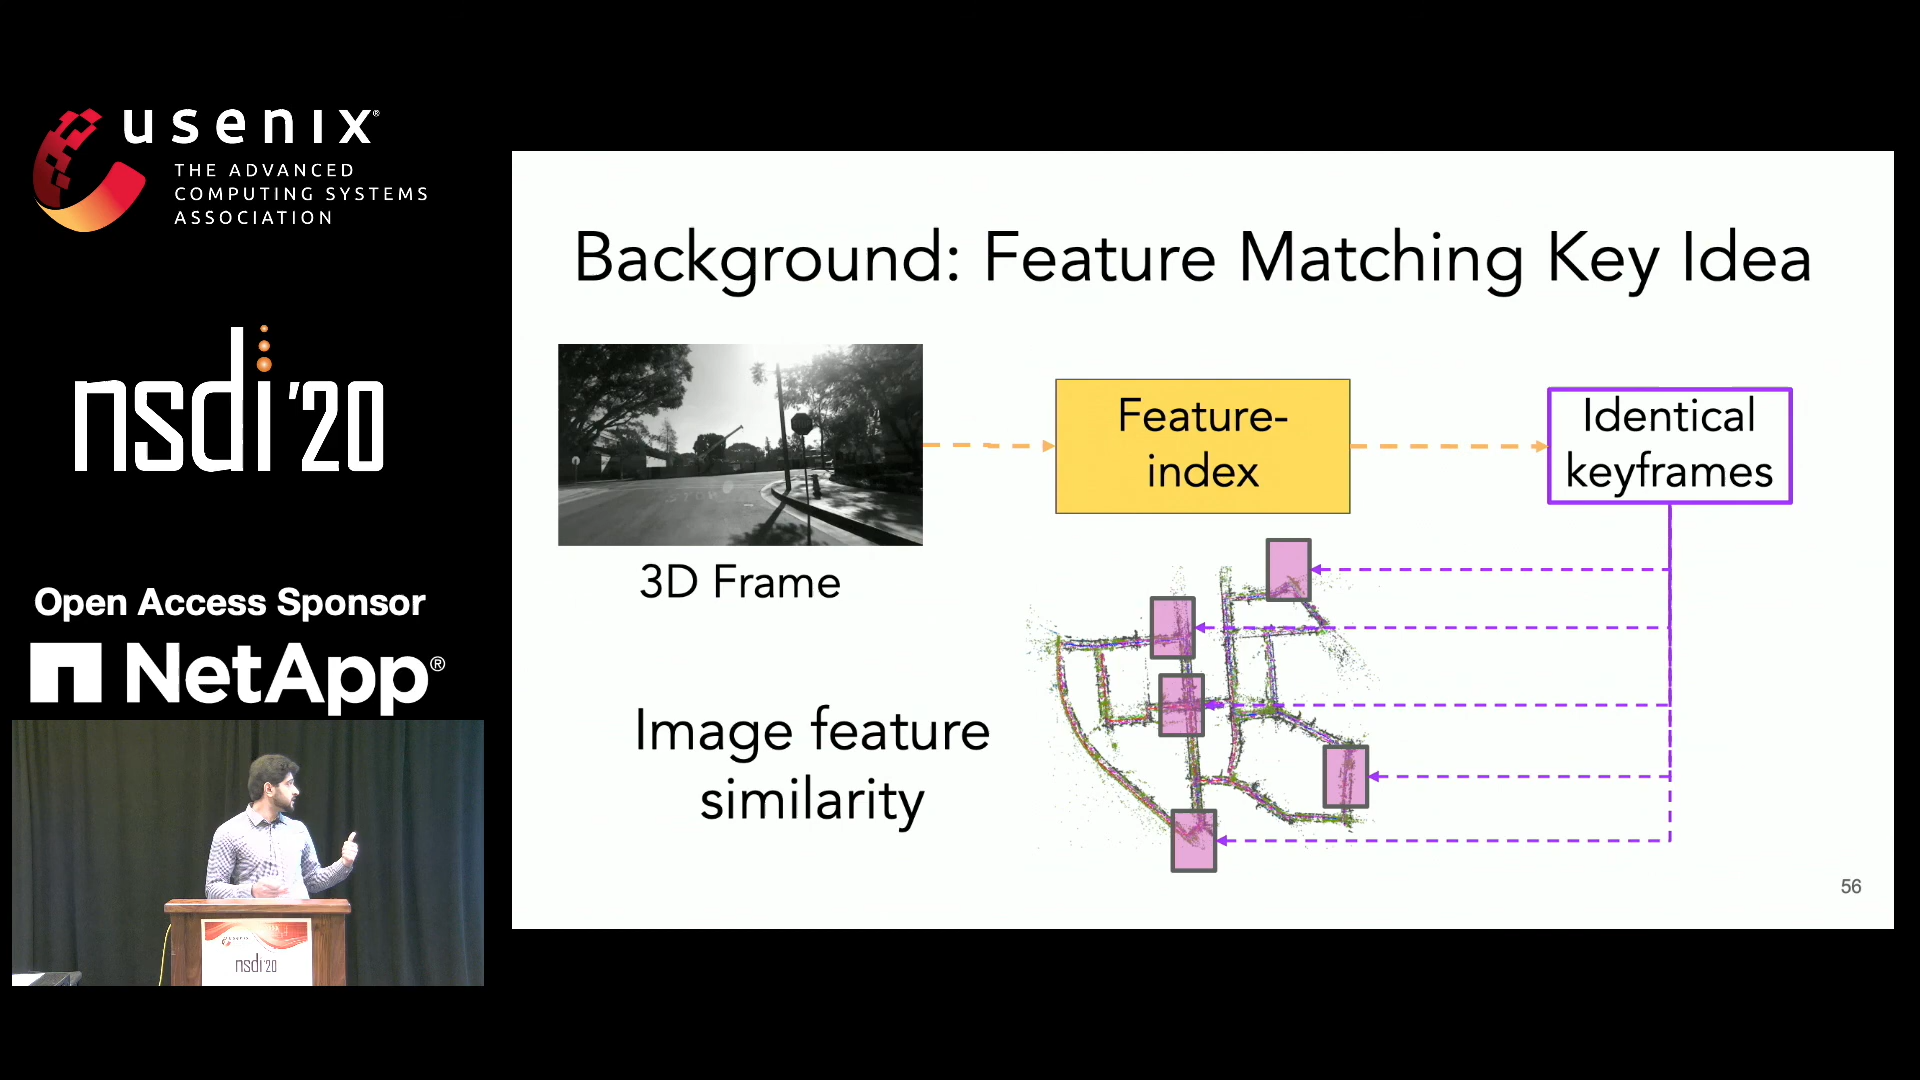 usenix®
THE ADVANCED
COMPUTING SYSTEMS
ASSOCIATION
nsdi '20
Open Access Sponsor
NetApp®
usenix
nsdi '20
Background: Feature Matching Key Idea
3D Frame
Feature-
index
Identical
keyframes
Image feature
similarity
56